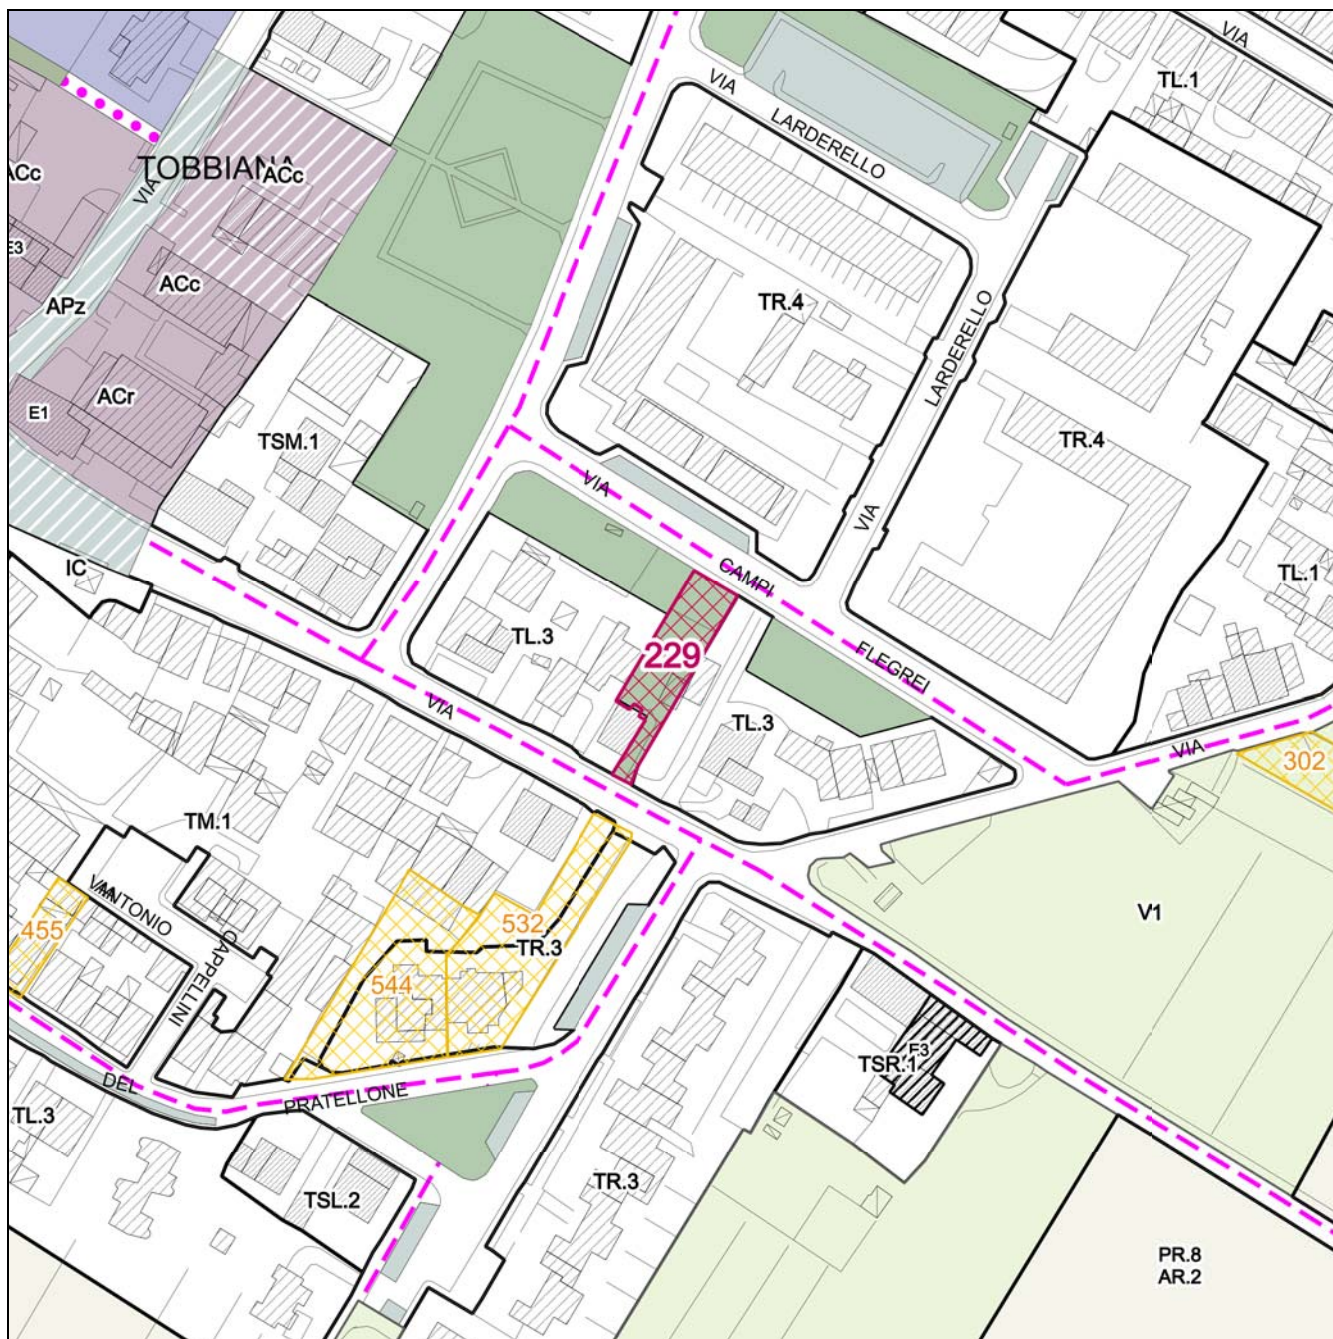 VIA
VIA
LARDERELLO
TL.1
TOBBIANA
ACc
ACc
VIA
E3
ACc
APz
TR.4
LARDERELLO
ACr
E1
TSM.1
TR.4
VIA
VIA
IC
CAMPI
TL.1
TL.3
229
FLEGREI
VIA
TL.3
VIA
302
TM.1
VIA
ANTONIO
455
CAPPELLINI
532
TR.3
544
V1
F3
TSR.1
DEL
PRATELLONE
TL.3
TR.3
TSL.2
PR.8
AR.2